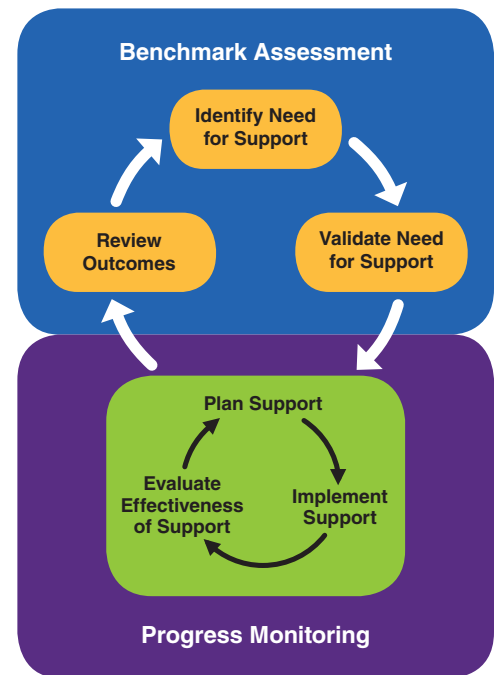 Benchmark Assessment
Identify Need
for Support
Review
Outcomes
Validate Need
for Support
Plan Support
Evaluate
Effectiveness
of Support
Implement
Support
Progress Monitoring